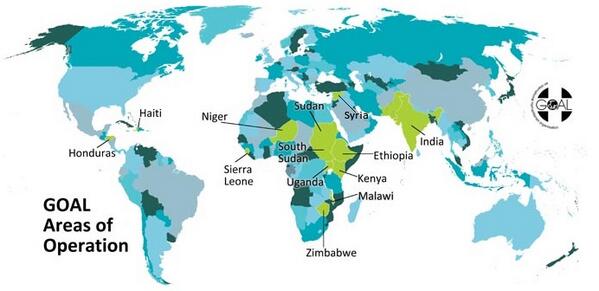 Haiti
Honduras
Niger
Sudan
Syria
South
Sudan
Ethiopia
India
Sierra
Leone
Uganda
Kenya
Malawi
Zimbabwe
GOAL
Areas of
Operation
GOAL